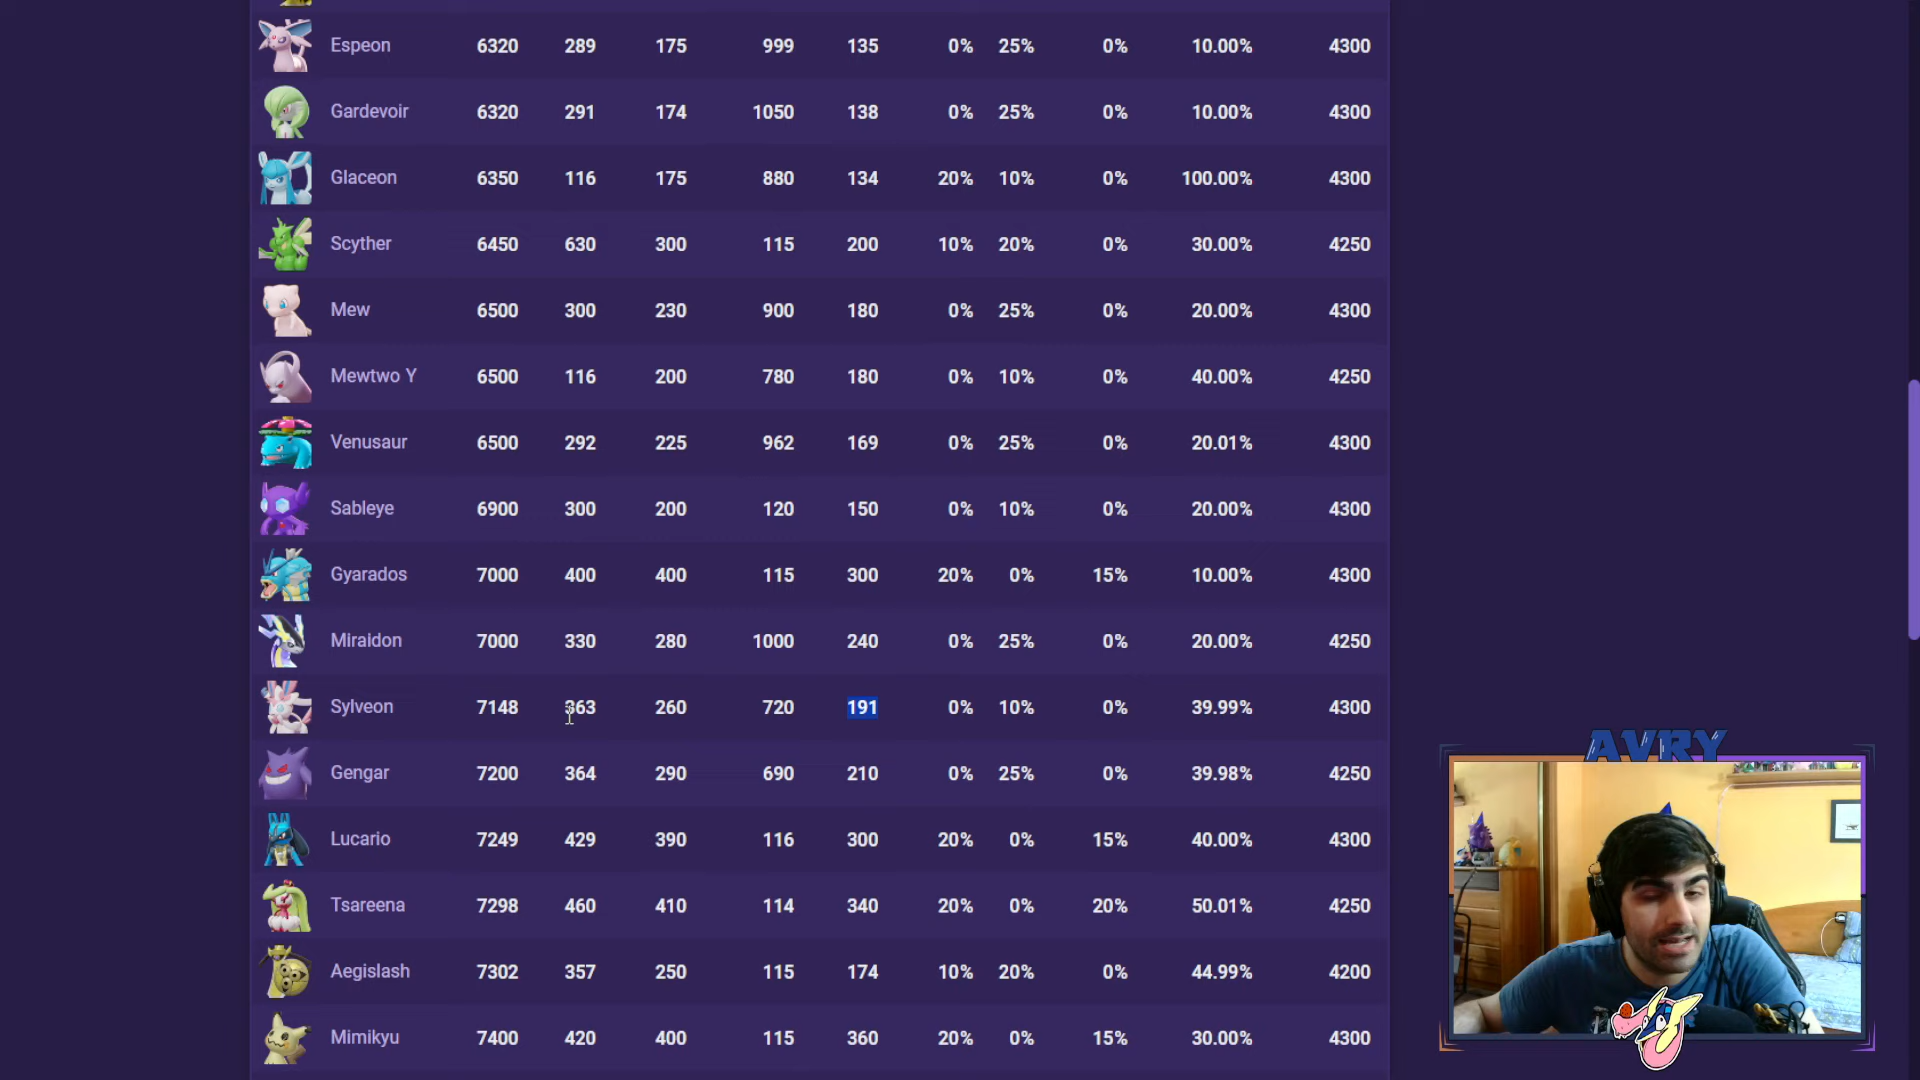 Espeon 6320 289 175 999 135 0% 25% 0% 10.00% 4300
Gardevoir 6320 291 174 1050 138 0% 25% 0% 10.00% 4300
Glaceon 6350 116 175 880 134 20% 10% 0% 100.00% 4300
Scyther 6450 630 300 115 200 10% 20% 0% 30.00% 4250
Mew 6500 300 230 900 180 0% 25% 0% 20.00% 4300
Mewtwo Y 6500 116 200 780 180 0% 10% 0% 40.00% 4250
Venusaur 6500 292 225 962 169 0% 25% 0% 20.01% 4300
Sableye 6900 300 200 120 150 0% 10% 0% 20.00% 4300
Gyarados 7000 400 400 115 300 20% 0% 15% 10.00% 4300
Miraidon 7000 330 280 1000 240 0% 25% 0% 20.00% 4250
Sylveon 7148 363 260 720 191 0% 10% 0% 39.99% 4300
Gengar 7200 364 290 690 210 0% 25% 0% 39.98% 4250
Lucario 7249 429 390 116 300 20% 0% 15% 40.00% 4300
Tsareena 7298 460 410 114 340 20% 0% 20% 50.01% 4250
Aegislash 7302 357 250 115 174 10% 20% 0% 44.99% 4200
Mimikyu 7400 420 400 115 360 20% 0% 15% 30.00% 4300
AVRY